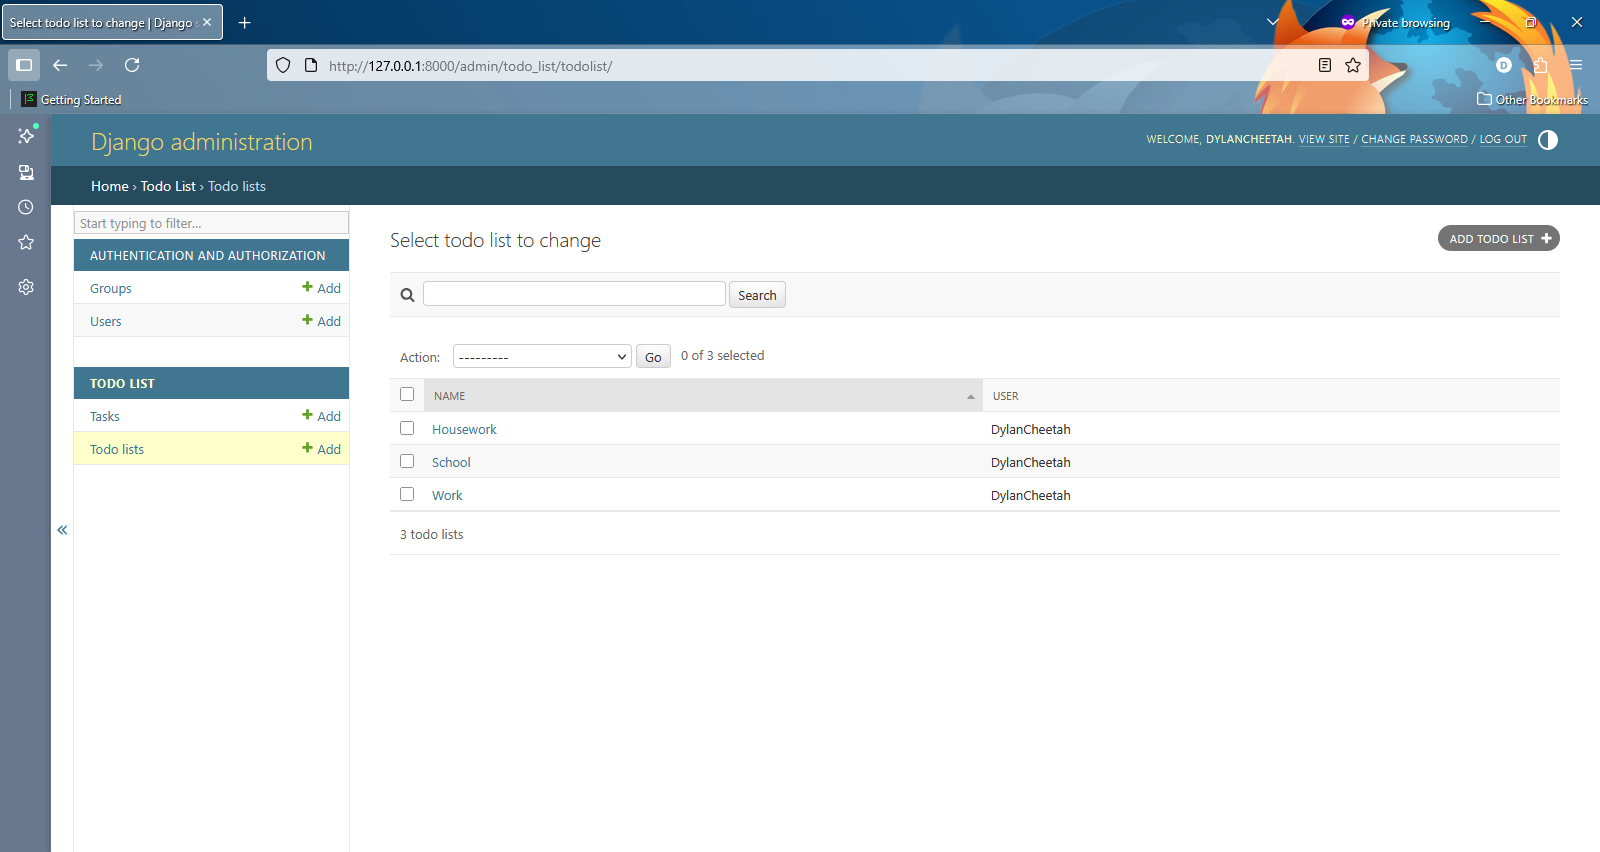 Select todo list to change | Django s
Private browsing
http://127.0.0.1:8000/admin/todo_list/todolist/
D
Getting Started
Other Bookmarks
Django administration
WELCOME, DYLANCHEETAH. VIEW SITE / CHANGE PASSWORD / LOG OUT
Home › Todo List › Todo lists
Start typing to filter...
AUTHENTICATION AND AUTHORIZATION
Groups
Add
Users
Add
TODO LIST
Tasks
Add
Todo lists
Add
«
Select todo list to change
ADD TODO LIST
Search
Action:
---------
Go
0 of 3 selected
NAME
USER
Housework
DylanCheetah
School
DylanCheetah
Work
DylanCheetah
3 todo lists